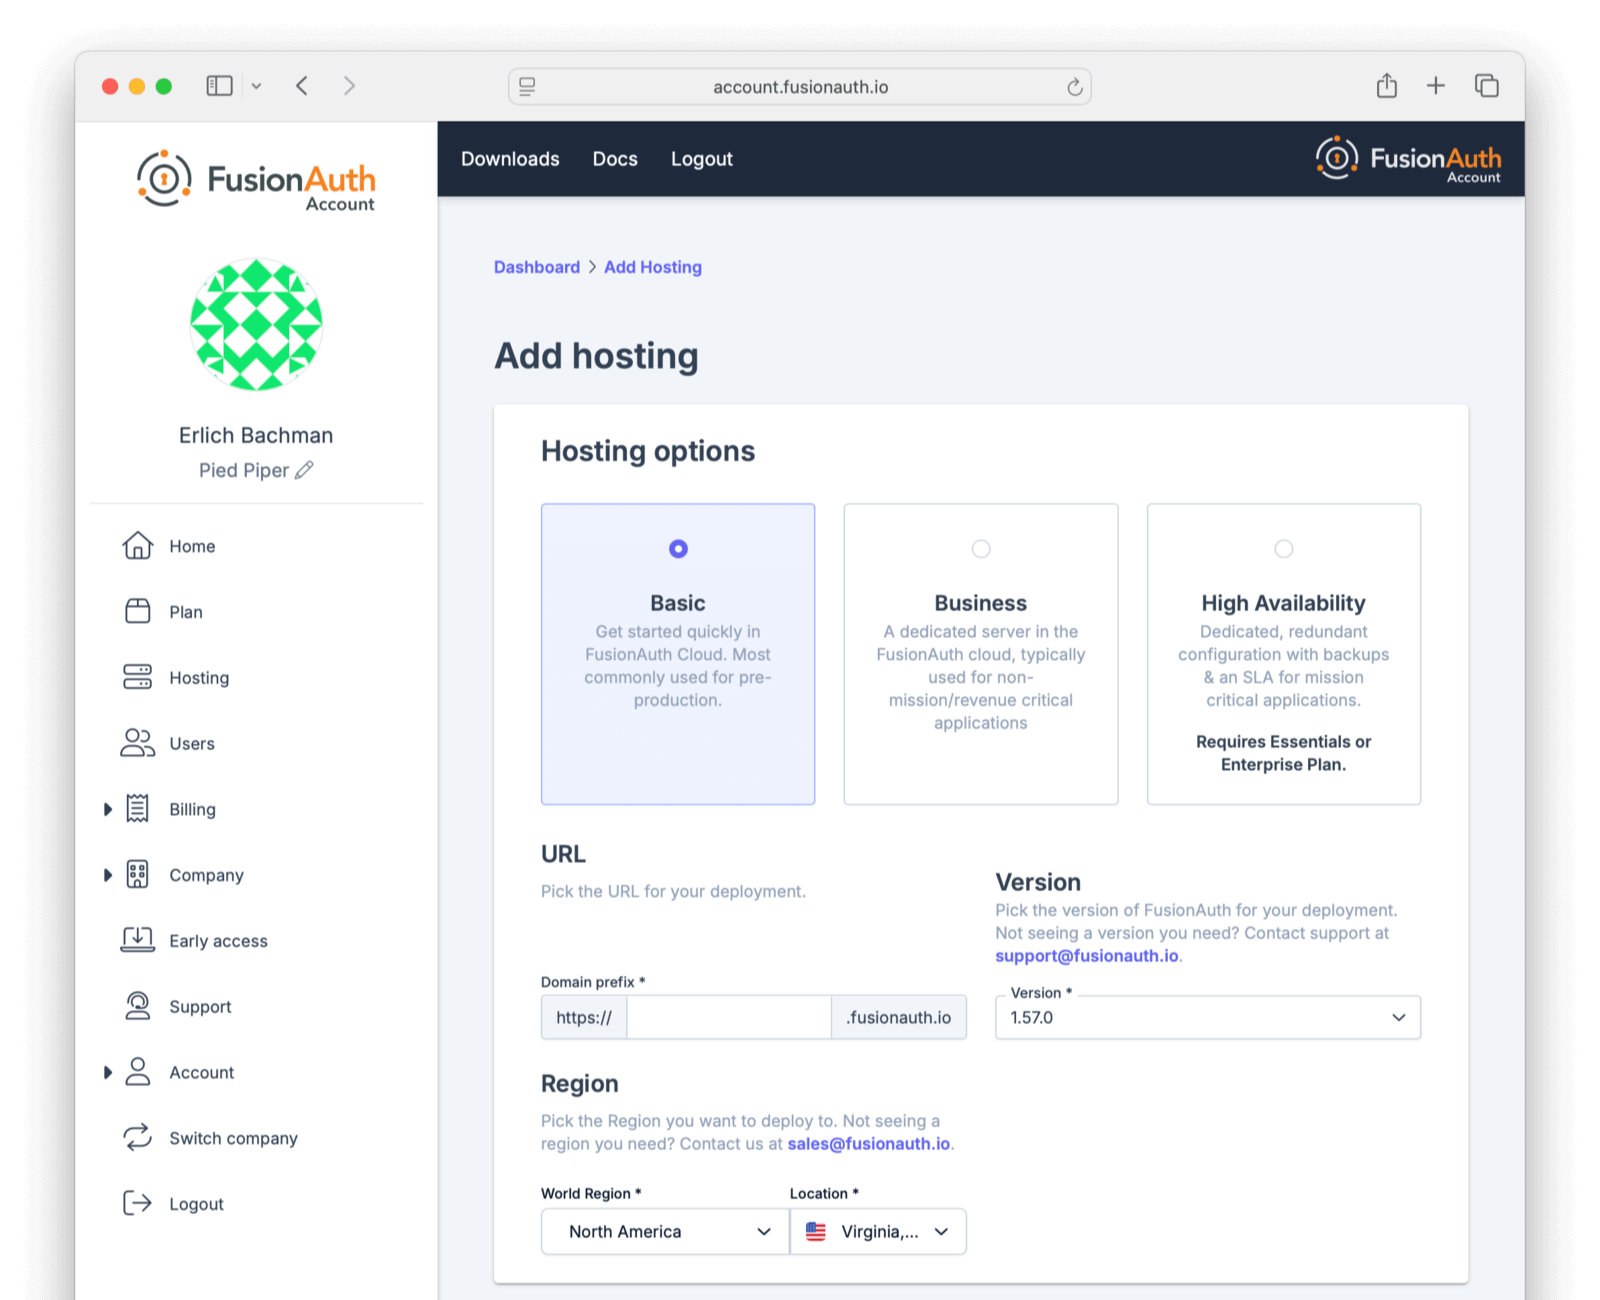 account.fusionauth.io
FusionAuth
Account
Downloads Docs Logout
FusionAuth
Account
Erlich Bachman
Pied Piper
Home
Plan
Hosting
Users
Billing
Company
Early access
Support
Account
Switch company
Logout
Dashboard > Add Hosting
Add hosting
Hosting options
Basic
Get started quickly in
FusionAuth Cloud. Most
commonly used for pre-
production.
Business
A dedicated server in the
FusionAuth cloud, typically
used for non-
mission/revenue critical
applications
High Availability
Dedicated, redundant
configuration with backups
& an SLA for mission
critical applications.
Requires Essentials or
Enterprise Plan.
URL
Pick the URL for your deployment.
Domain prefix *
https:// .fusionauth.io
Version
Pick the version of FusionAuth for your deployment.
Not seeing a version you need? Contact support at
support@fusionauth.io.
Version *
1.57.0
Region
Pick the Region you want to deploy to. Not seeing a
region you need? Contact us at sales@fusionauth.io.
World Region *
North America
Location *
Virginia,...